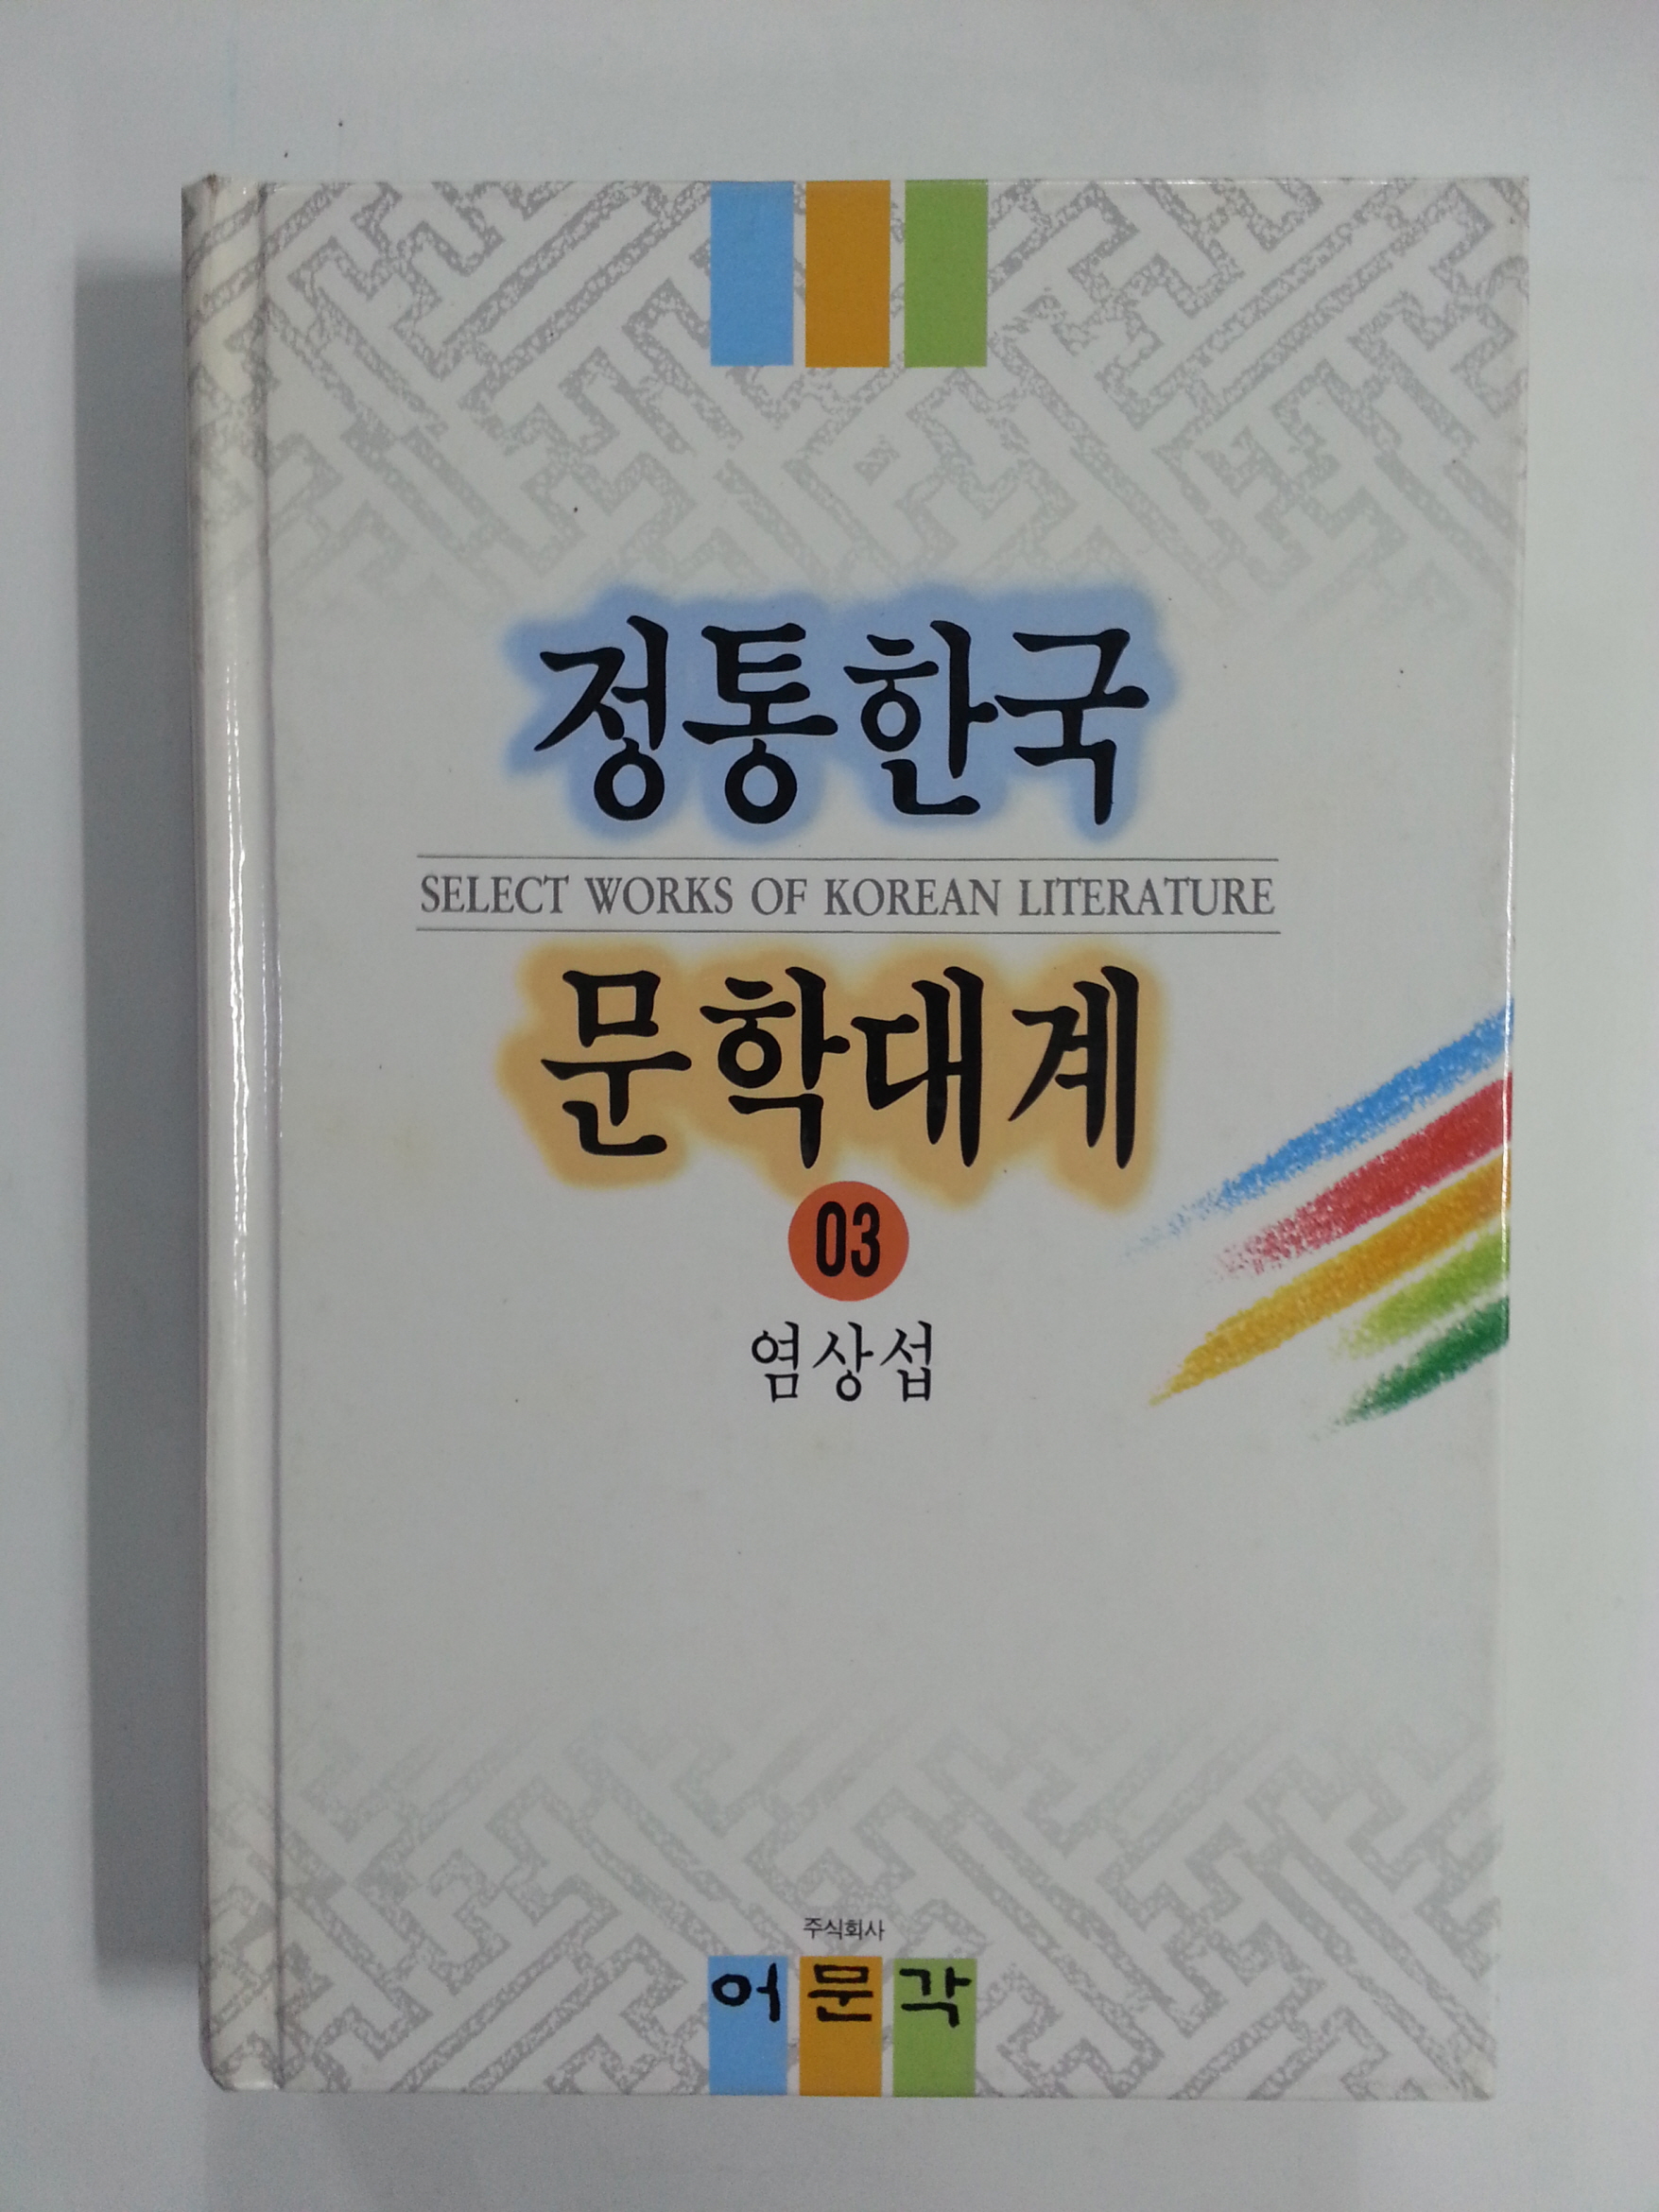 정통한국
SELECT WORKS OF KOREAN LITERATURE
문학대계
03
염상섭
주식회사
어문각